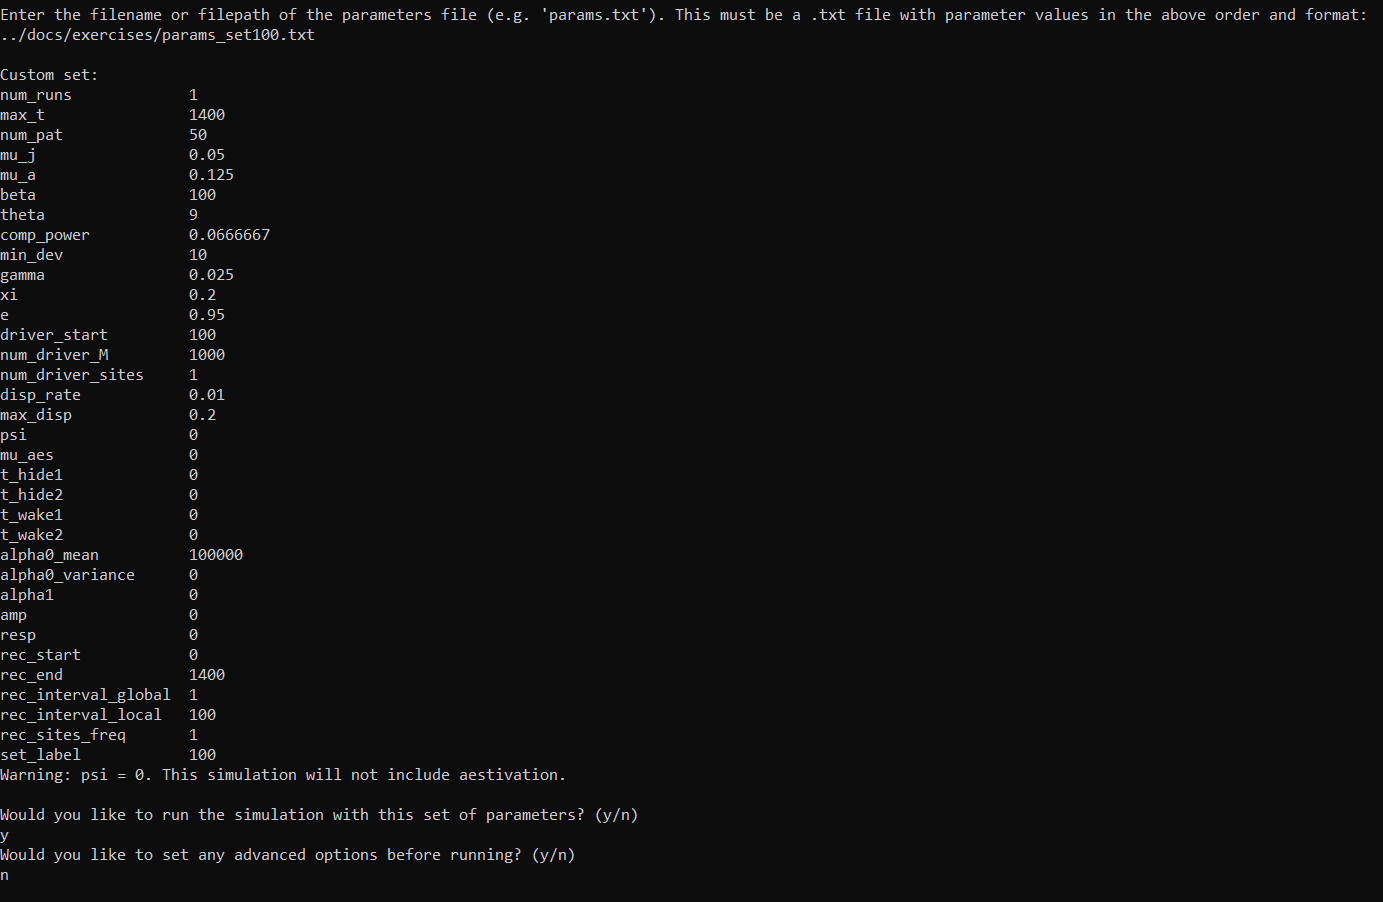 Enter the filename or filepath of the parameters file (e.g. 'params.txt'). This must be a .txt file with parameter values in the above order and format:
../docs/exercises/params_set100.txt
Custom set:
num_runs 1
max_t 1400
num_pat 50
mu_j 0.05
mu_a 0.125
beta 100
theta 9
comp_power 0.0666667
min_dev 10
gamma 0.025
xi 0.2
e 0.95
driver_start 100
num_driver_M 1000
num_driver_sites 1
disp_rate 0.01
max_disp 0.2
psi 0
mu_aes 0
t_hide1 0
t_hide2 0
t_wake1 0
t_wake2 0
alpha0_mean 100000
alpha0_variance 0
alpha1 0
amp 0
resp 0
rec_start 0
rec_end 1400
rec_interval_global 1
rec_interval_local 100
rec_sites_freq 1
set_label 100
Warning: psi = 0. This simulation will not include aestivation.
Would you like to run the simulation with this set of parameters? (y/n)
y
Would you like to set any advanced options before running? (y/n)
n